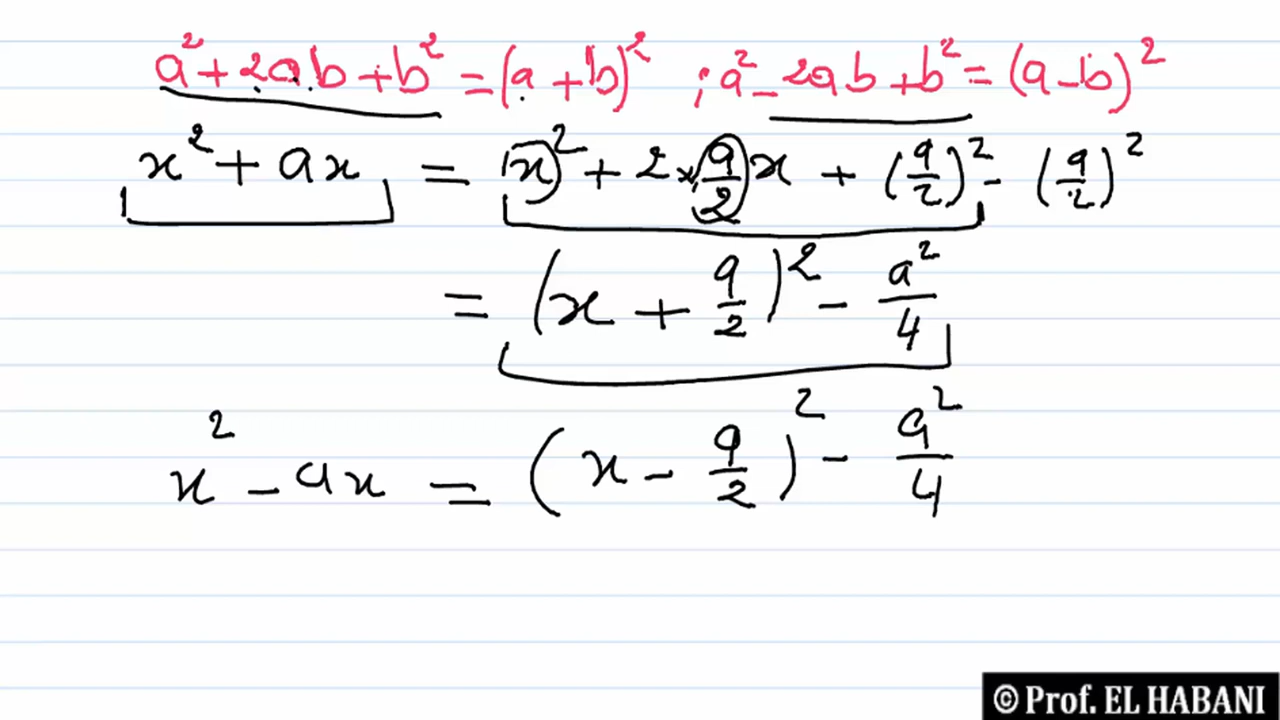 a² + 2ab + b² = (a + b)² ; a² - 2ab + b² = (a - b)²
x² + ax = (x)² + 2 × a/2 x + (a/2)² - (a/2)²
= (x + a/2)² - a²/4
x² - ax = (x - a/2)² - a²/4
© Prof. EL HABANI